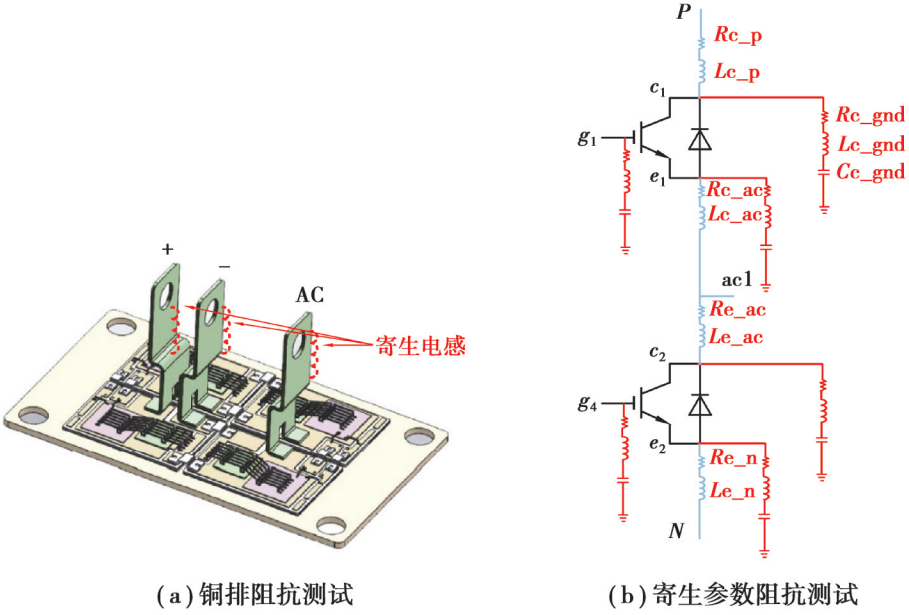 +
−
AC
寄生电感
(a)铜排阻抗测试
P
Rc_p
Lc_p
c1
g1
e1
Rc_gnd
Lc_gnd
Cc_gnd
Rc_ac
Lc_ac
ac1
Re_ac
Le_ac
c2
g4
e2
Re_n
Le_n
N
(b)寄生参数阻抗测试